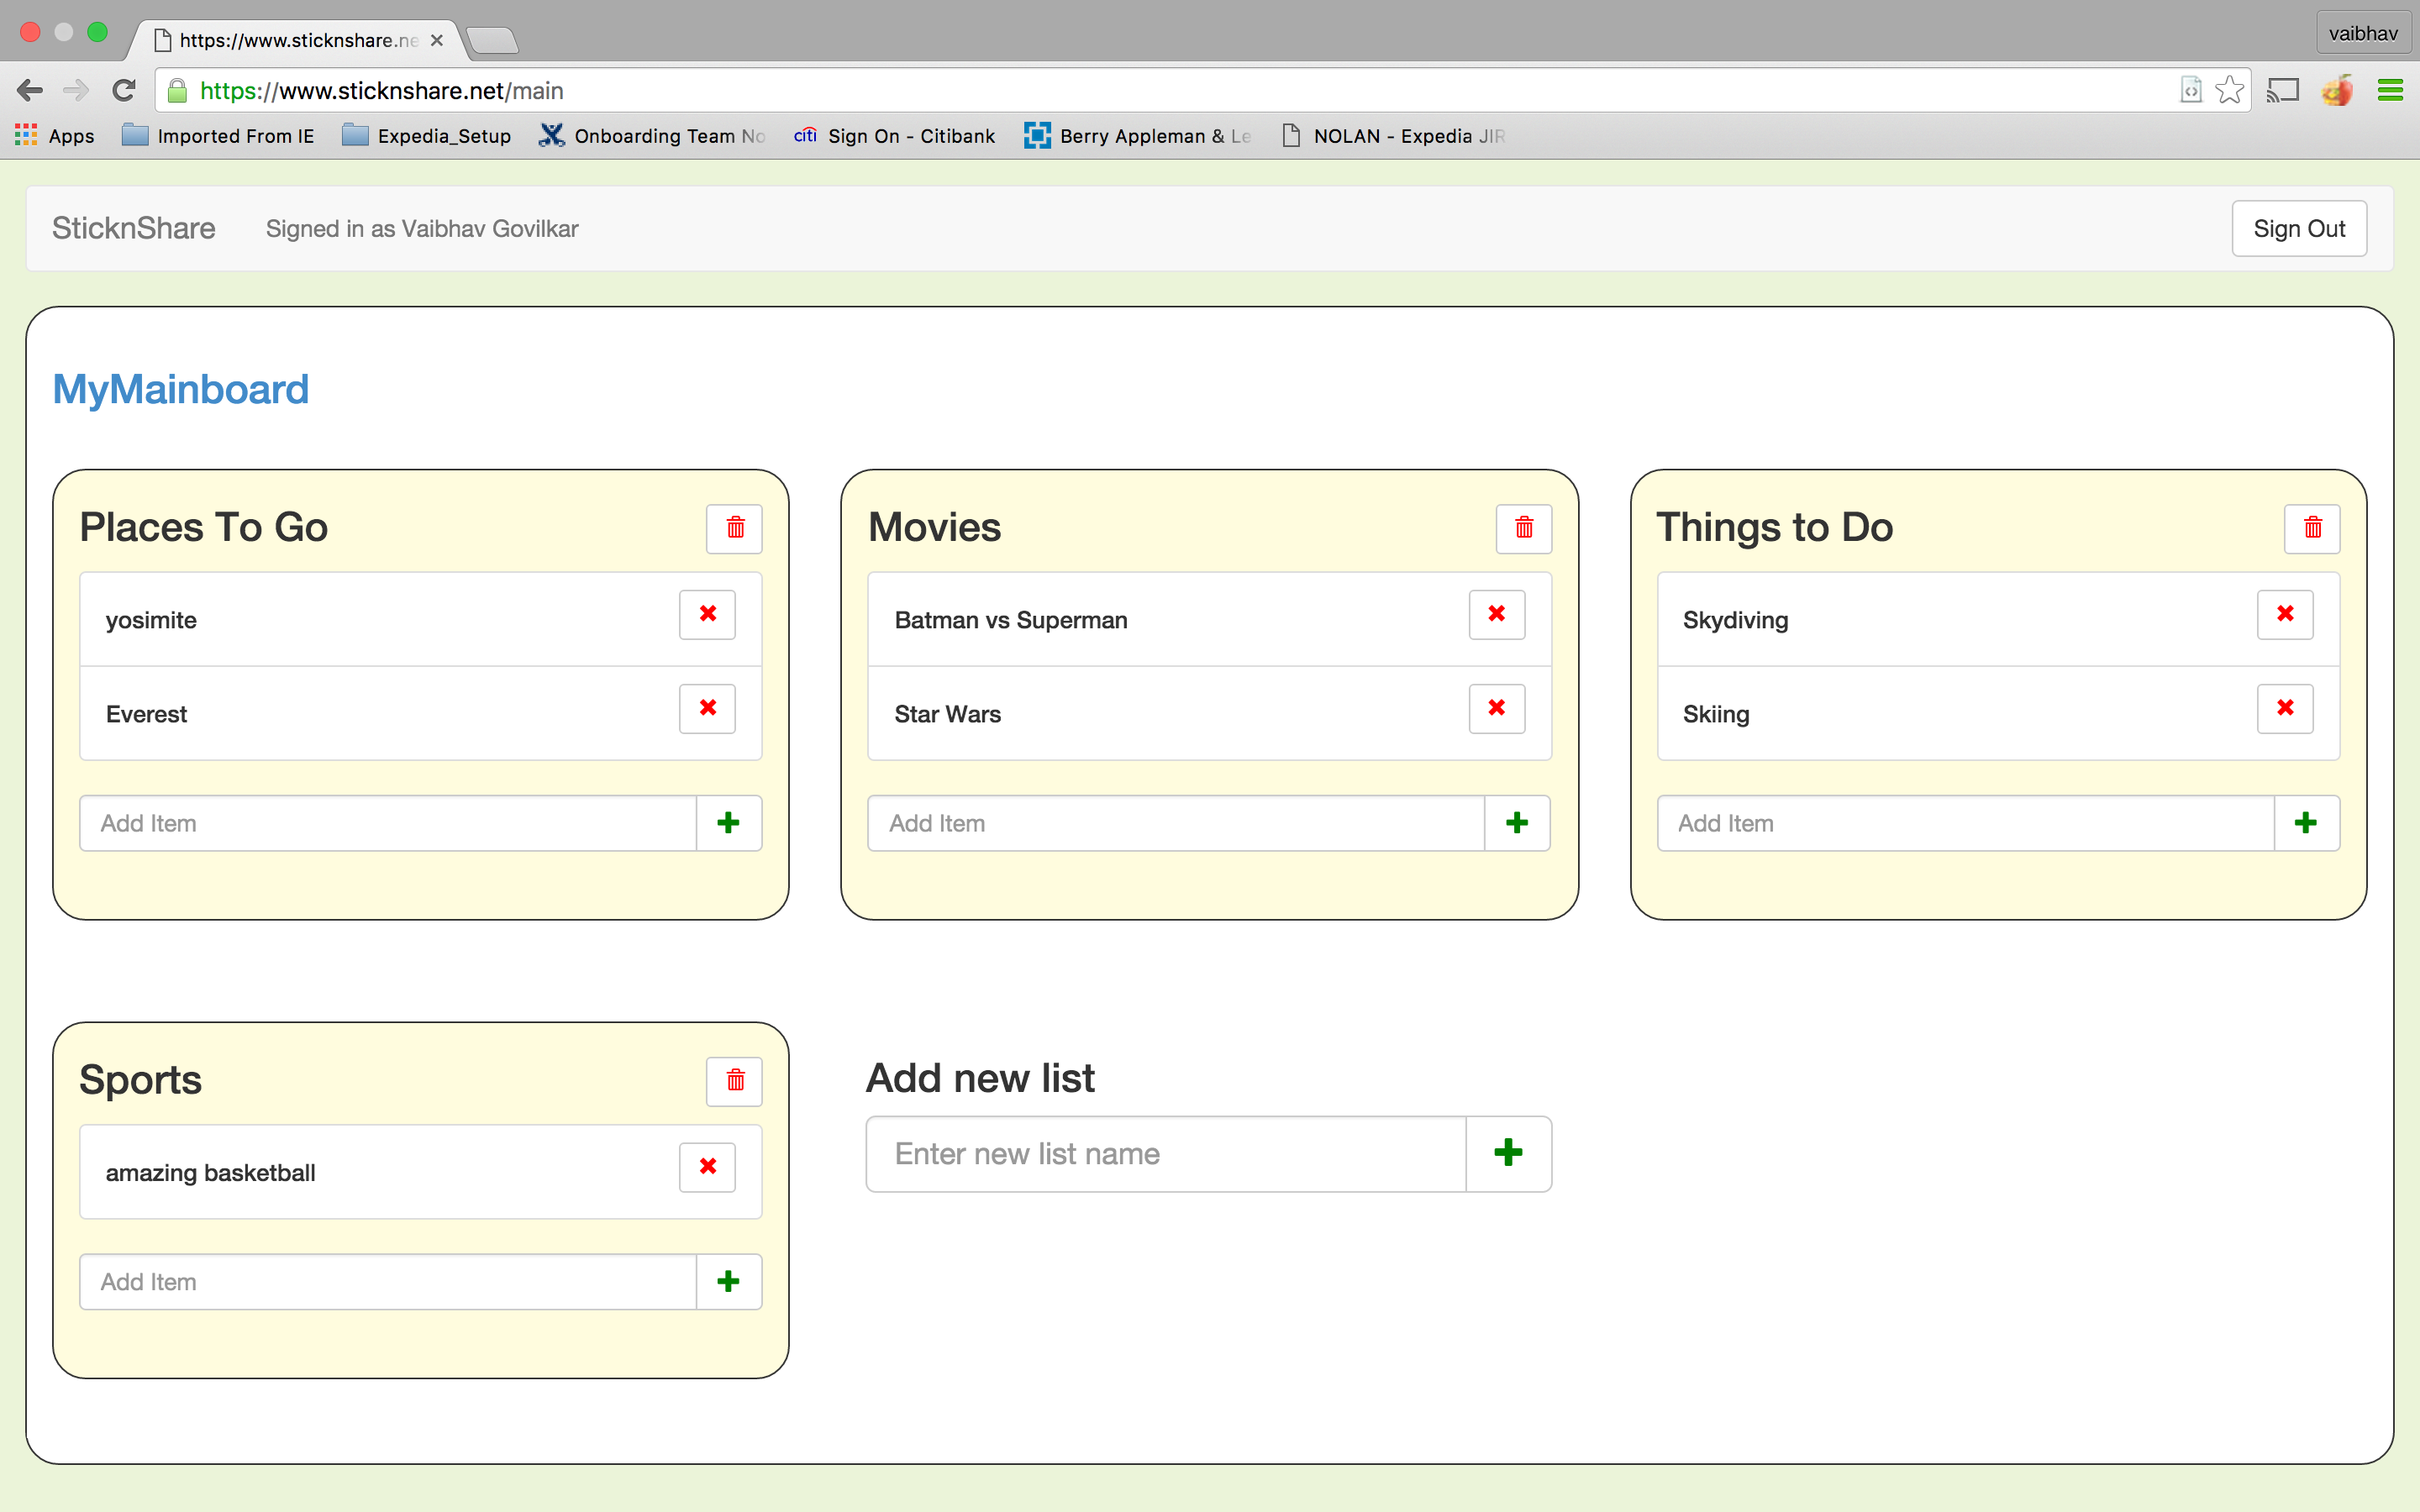 https://www.sticknshare.ne
vaibhav
https://www.sticknshare.net/main
Apps Imported From IE Expedia_Setup Onboarding Team No citi Sign On - Citibank Berry Appleman & Le NOLAN - Expedia JIR
SticknShare Signed in as Vaibhav Govilkar Sign Out
MyMainboard
Places To Go
yosimite
Everest
Add Item
Movies
Batman vs Superman
Star Wars
Add Item
Things to Do
Skydiving
Skiing
Add Item
Sports
amazing basketball
Add Item
Add new list
Enter new list name